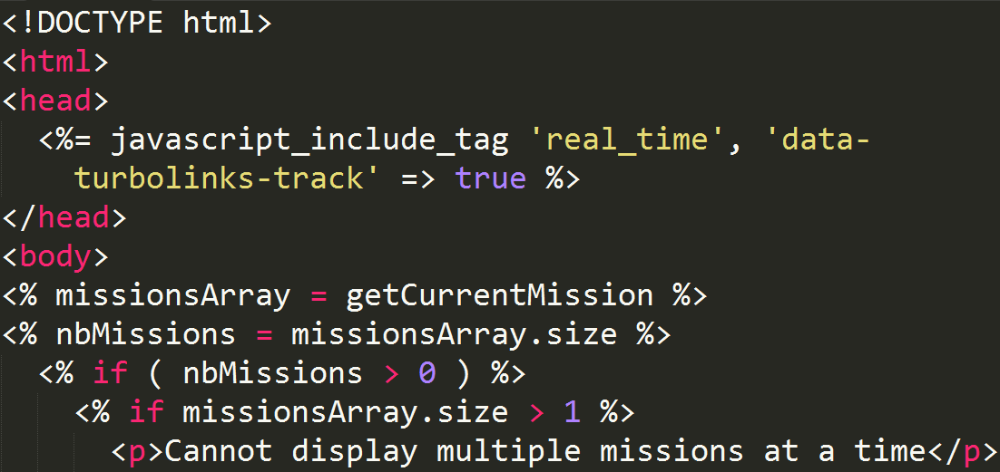 <!DOCTYPE html>
<html>
<head>
<%= javascript_include_tag 'real_time', 'data-
turbolinks-track' => true %>
</head>
<body>
<% missionsArray = getCurrentMission %>
<% nbMissions = missionsArray.size %>
<% if ( nbMissions > 0 ) %>
<% if missionsArray.size > 1 %>
<p>Cannot display multiple missions at a time</p>